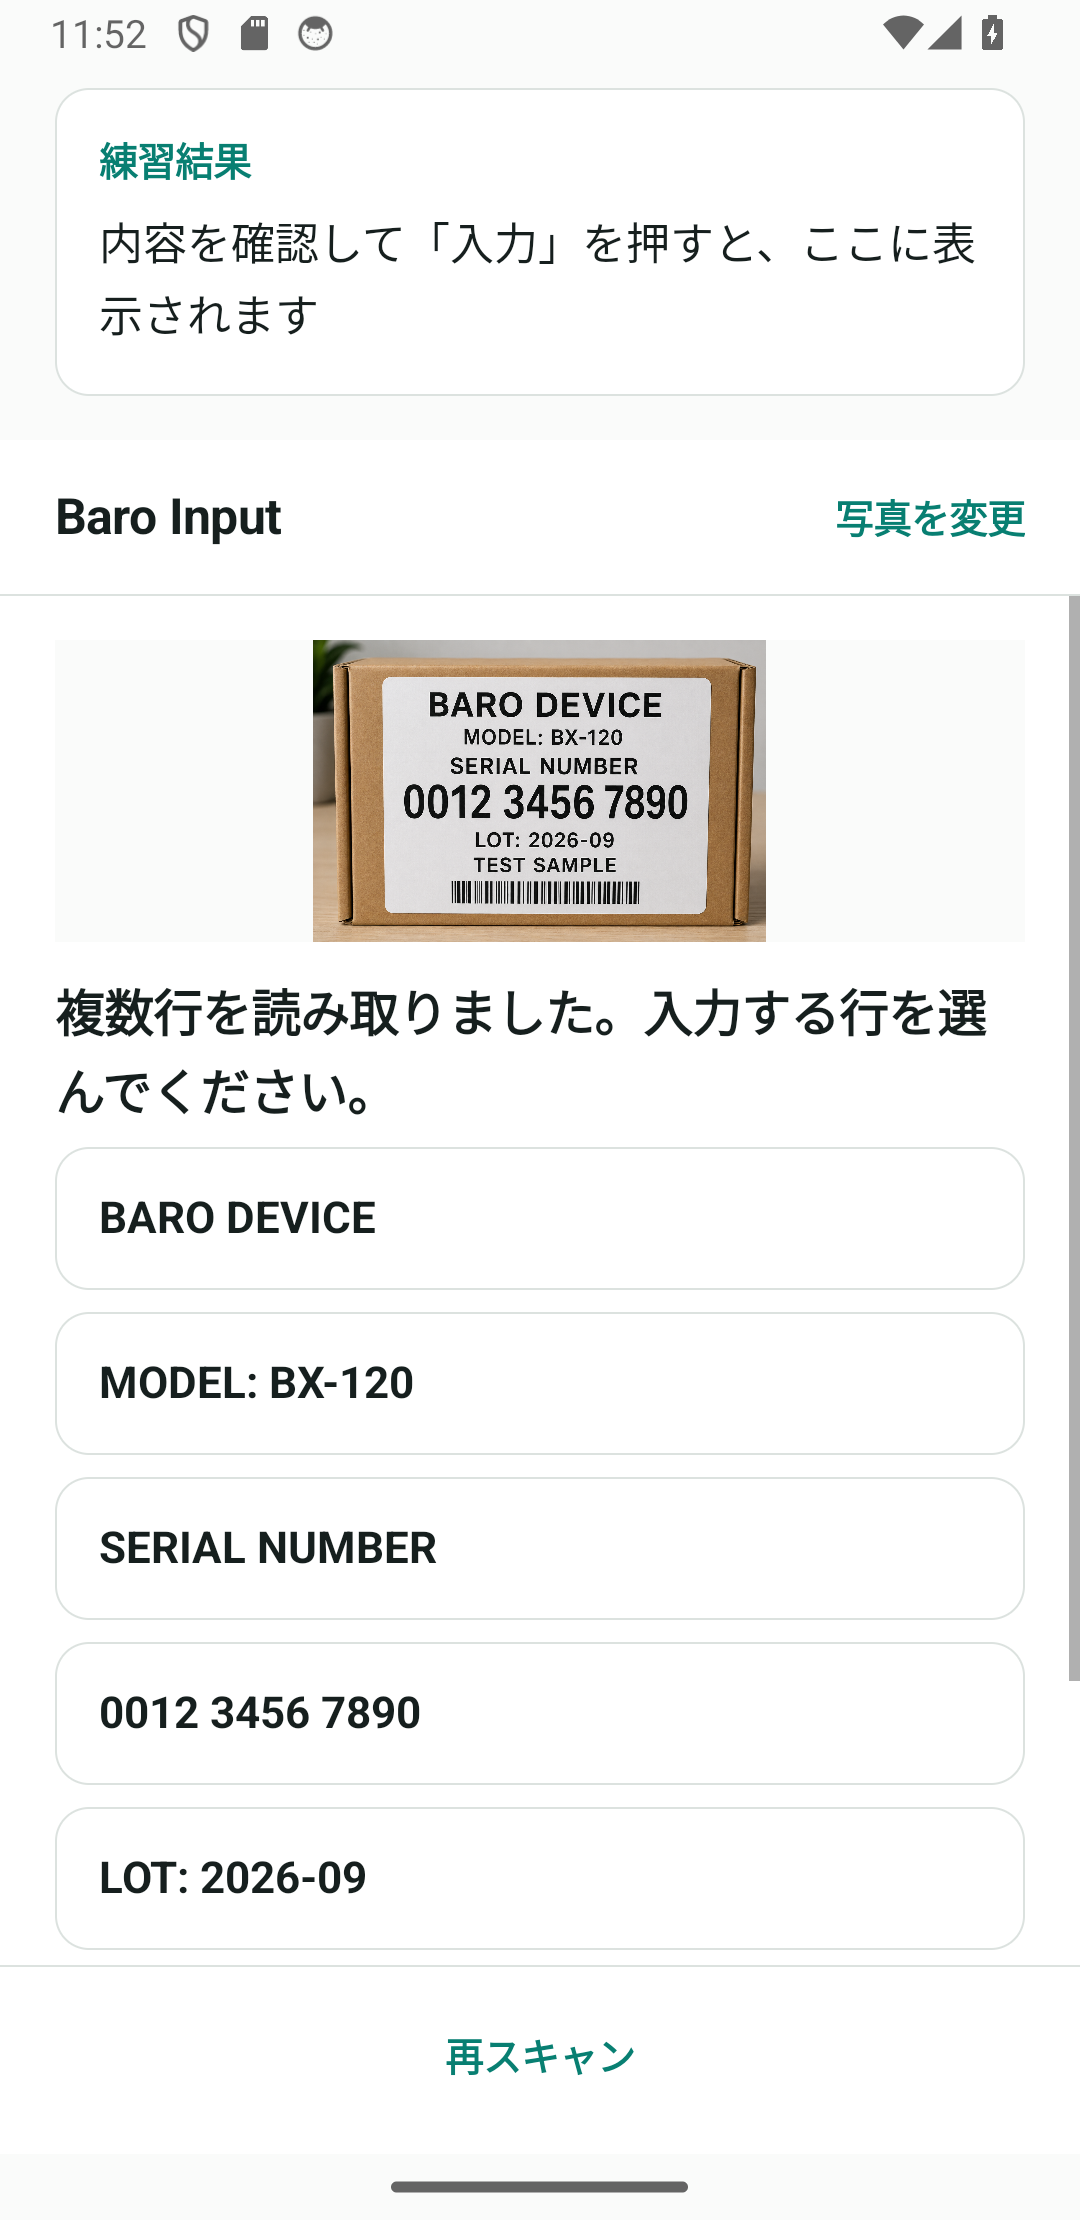 11:52
練習結果
内容を確認して「入力」を押すと、ここに表
示されます
Baro Input
写真を変更
BARO DEVICE
MODEL: BX-120
SERIAL NUMBER
0012 3456 7890
LOT: 2026-09
TEST SAMPLE
複数行を読み取りました。入力する行を選
んでください。
BARO DEVICE
MODEL: BX-120
SERIAL NUMBER
0012 3456 7890
LOT: 2026-09
再スキャン